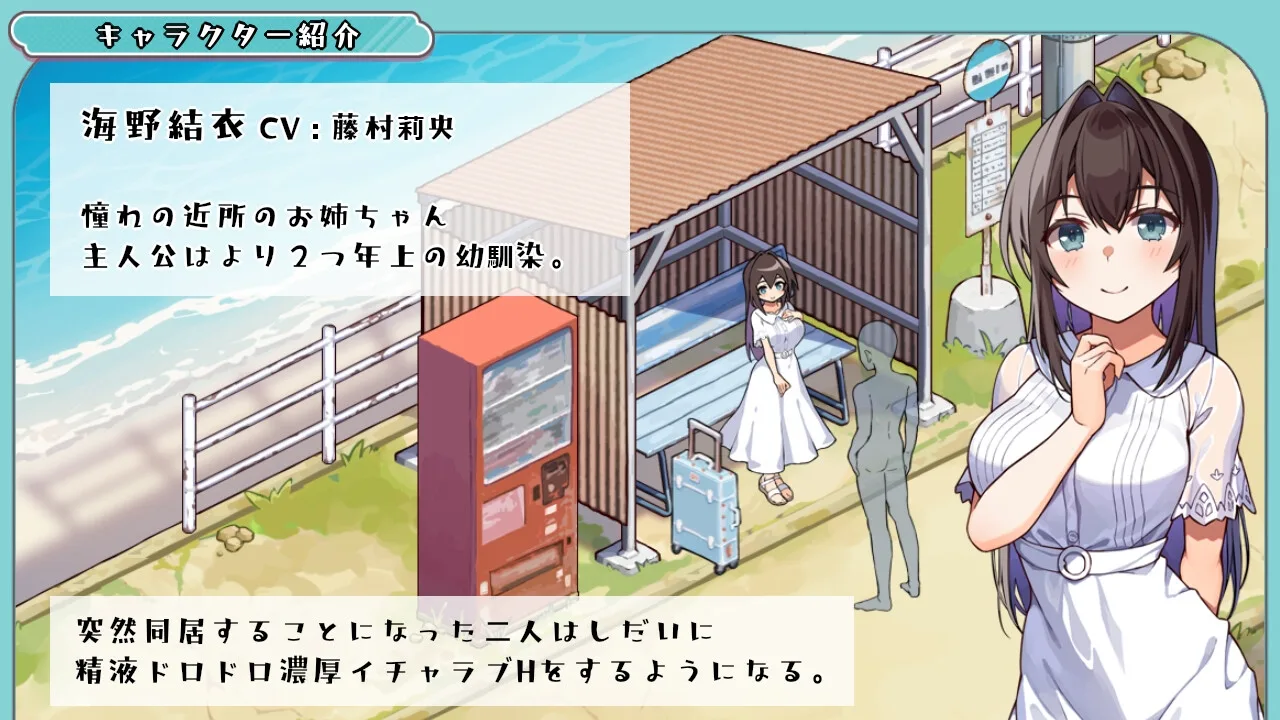 キャラクター紹介
海野結衣 CV：藤村莉央
憧れの近所のお姉ちゃん
主人公はより２つ年上の幼馴染。
突然同居することになった二人はしだいに
精液ドロドロ濃厚イチャラブHをするようになる。